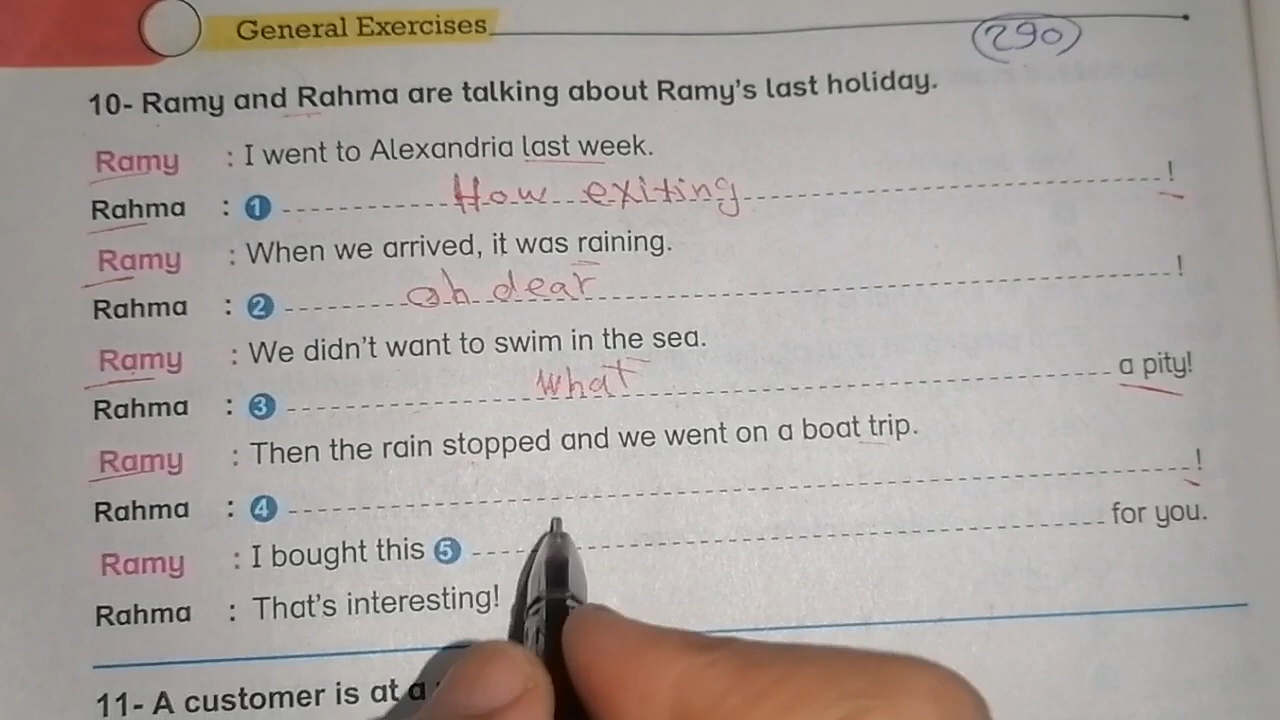 General Exercises
290
10- Ramy and Rahma are talking about Ramy's last holiday.
Ramy : I went to Alexandria last week.
Rahma : 1 How exiting !
Ramy : When we arrived, it was raining.
Rahma : 2 oh dear !
Ramy : We didn't want to swim in the sea.
Rahma : 3 what a pity!
Ramy : Then the rain stopped and we went on a boat trip.
Rahma : 4 !
Ramy : I bought this 5 for you.
Rahma : That's interesting!
11- A customer is at a